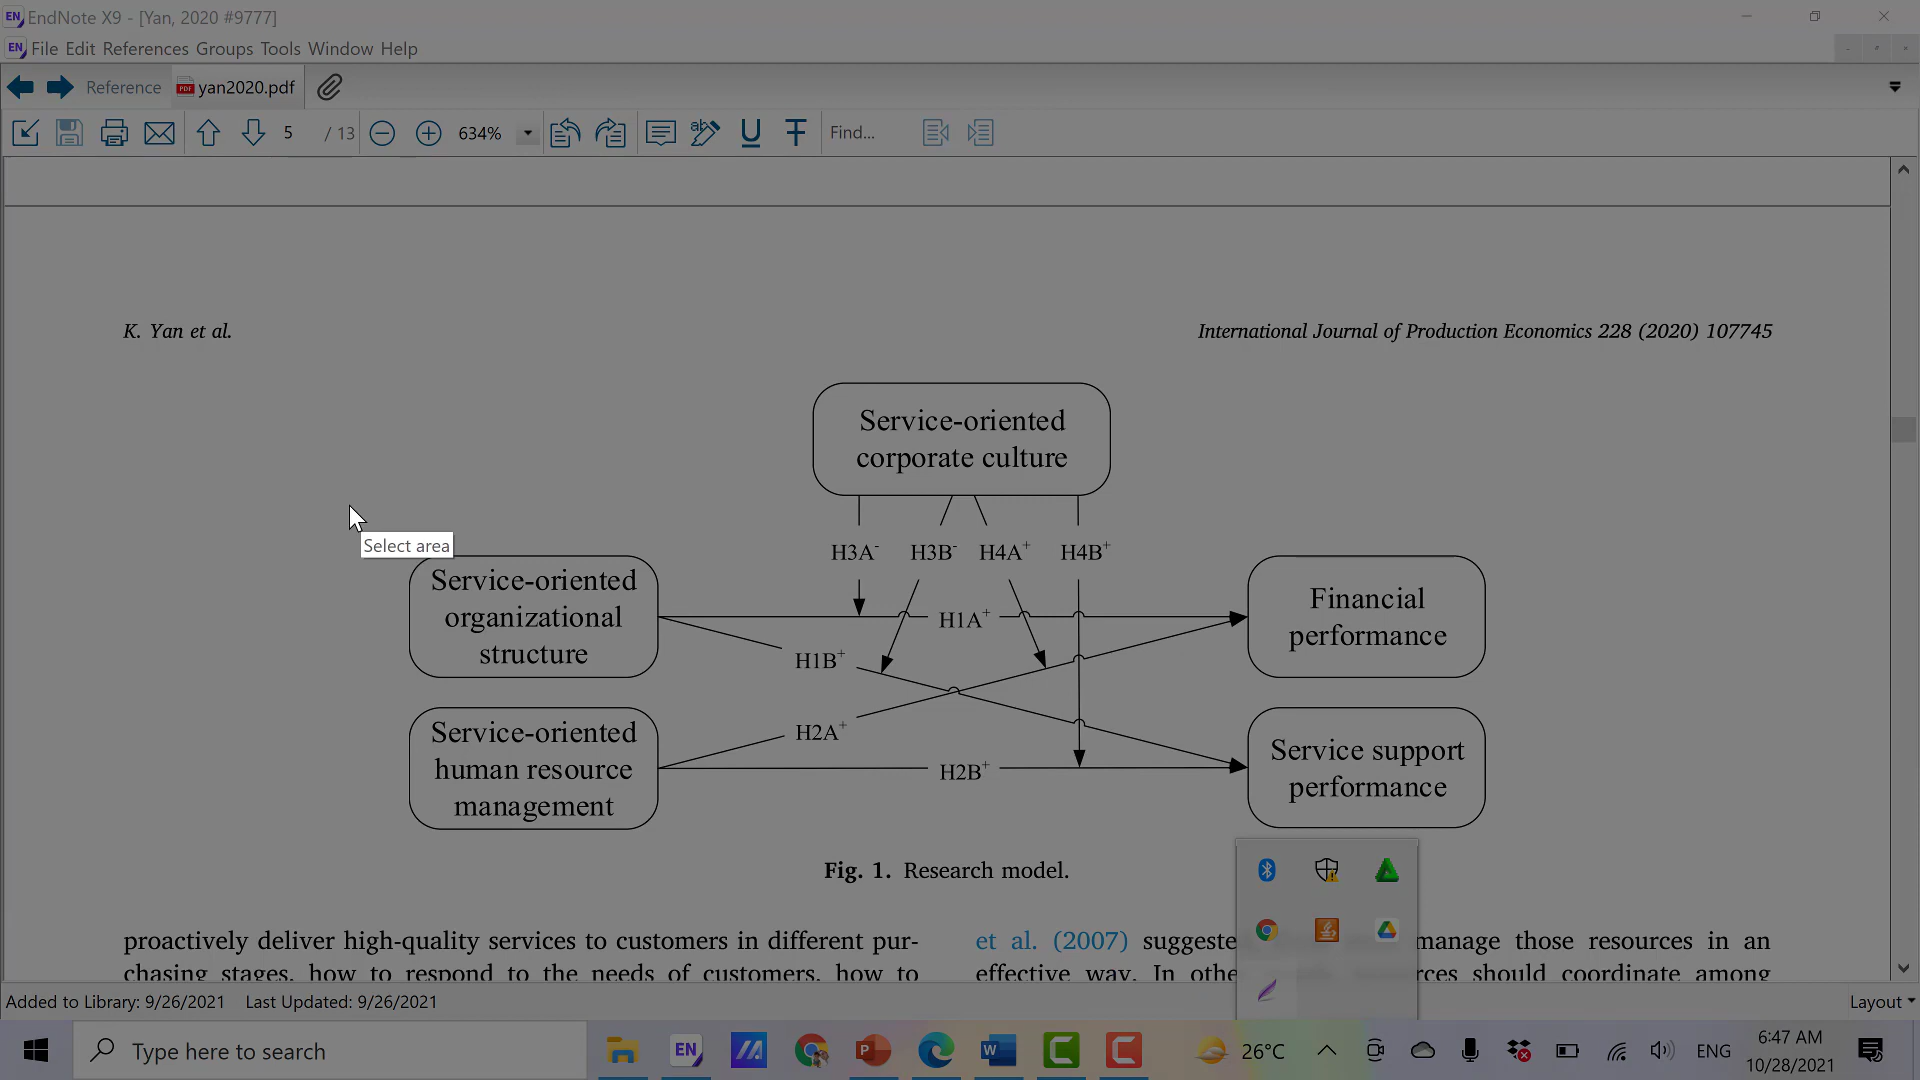 EndNote X9 - [Yan, 2020 #9777]
File Edit References Groups Tools Window Help
Reference yan2020.pdf
5 / 13 634% Find...
K. Yan et al. International Journal of Production Economics 228 (2020) 107745
Service-oriented
corporate culture
Select area
H3A- H3B- H4A+ H4B+
Service-oriented
organizational
structure
H1A+
H1B+
Financial
performance
Service-oriented
human resource
management
H2A+
H2B+
Service support
performance
Fig. 1. Research model.
proactively deliver high-quality services to customers in different pur-
chasing stages, how to respond to the needs of customers, how to
et al. (2007) suggeste manage those resources in an
effective way. In othe rces should coordinate among
Added to Library: 9/26/2021 Last Updated: 9/26/2021 Layout
Type here to search
26°C
ENG
6:47 AM
10/28/2021